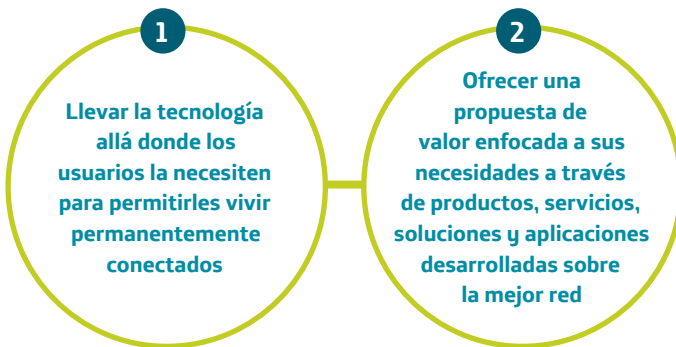 1
Llevar la tecnología
allá donde los
usuarios la necesiten
para permitirles vivir
permanentemente
conectados
2
Ofrecer una
propuesta de
valor enfocada a sus
necesidades a través
de productos, servicios,
soluciones y aplicaciones
desarrolladas sobre
la mejor red